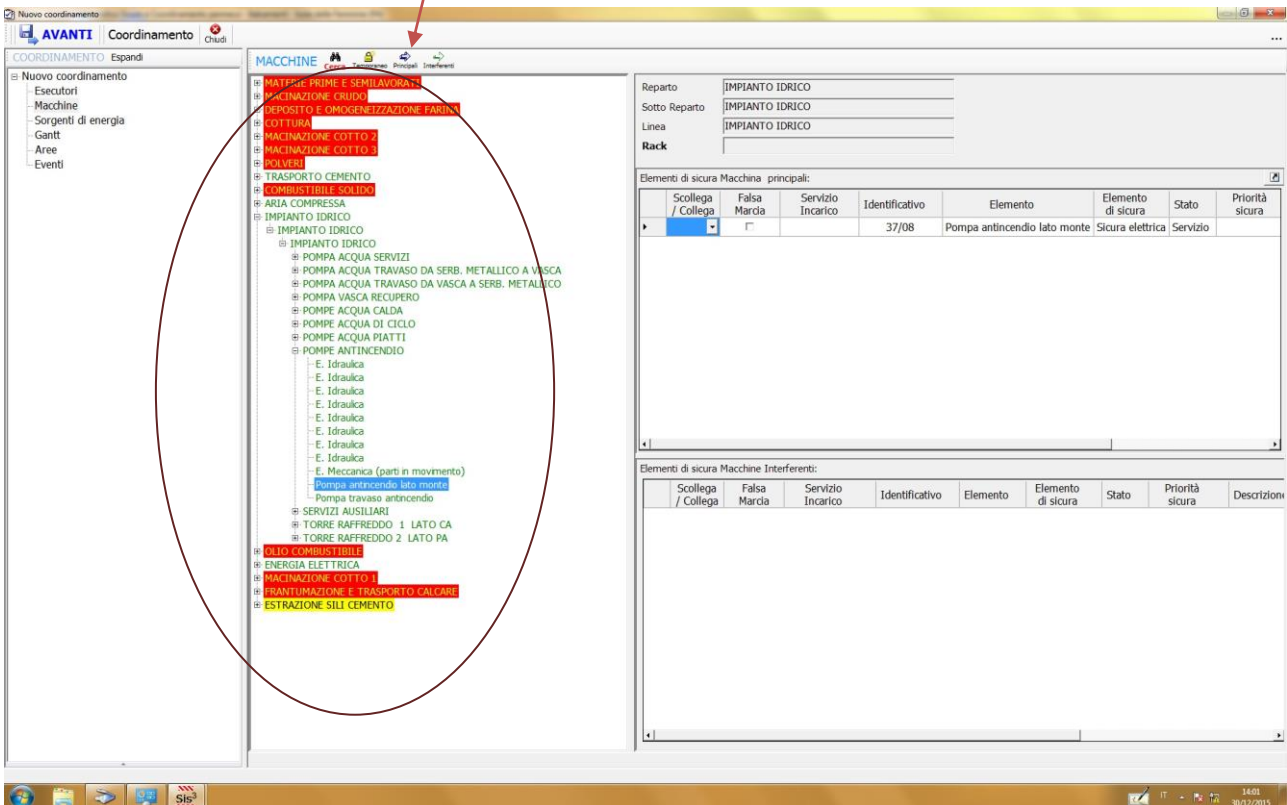 Nuovo coordinamento
AVANTI Coordinamento Chiudi
...
COORDINAMENTO Espandi
Nuovo coordinamento
Esecutori
Macchine
Sorgenti di energia
Gantt
Aree
Eventi
MACCHINE Cerca Temporaneo Principali Interferenti
MATERIE PRIME E SEMILAVORATI
MACINAZIONE CRUDO
DEPOSITO E OMOGENEIZZAZIONE FARINA
COTTURA
MACINAZIONE COTTO 2
MACINAZIONE COTTO 3
POLVERI
TRASPORTO CEMENTO
COMBUSTIBILE SOLIDO
ARIA COMPRESSA
IMPIANTO IDRICO
IMPIANTO IDRICO
IMPIANTO IDRICO
POMPA ACQUA SERVIZI
POMPA ACQUA TRAVASO DA SERB. METALLICO A VASCA
POMPA ACQUA TRAVASO DA VASCA A SERB. METALLICO
POMPA VASCA RECUPERO
POMPE ACQUA CALDA
POMPE ACQUA DI CICLO
POMPE ACQUA PIATTI
POMPE ANTINCENDIO
E. Idraulica
E. Idraulica
E. Idraulica
E. Idraulica
E. Idraulica
E. Idraulica
E. Idraulica
E. Idraulica
E. Meccanica (parti in movimento)
Pompa antincendio lato monte
Pompa travaso antincendio
SERVIZI AUSILIARI
TORRE RAFFREDDO 1 LATO CA
TORRE RAFFREDDO 2 LATO PA
OLIO COMBUSTIBILE
ENERGIA ELETTRICA
MACINAZIONE COTTO 1
FRANTUMAZIONE E TRASPORTO CALCARE
ESTRAZIONE SILI CEMENTO
Reparto IMPIANTO IDRICO
Sotto Reparto IMPIANTO IDRICO
Linea IMPIANTO IDRICO
Rack
Elementi di sicura Macchina principali:
Scollega / Collega Falsa Marcia Servizio Incarico Identificativo Elemento Elemento di sicura Stato Priorità sicura
37/08 Pompa antincendio lato monte Sicura elettrica Servizio
Elementi di sicura Macchine Interferenti:
Scollega / Collega Falsa Marcia Servizio Incarico Identificativo Elemento Elemento di sicura Stato Priorità sicura Descrizion
Sis3
IT
14:01
30/12/2015